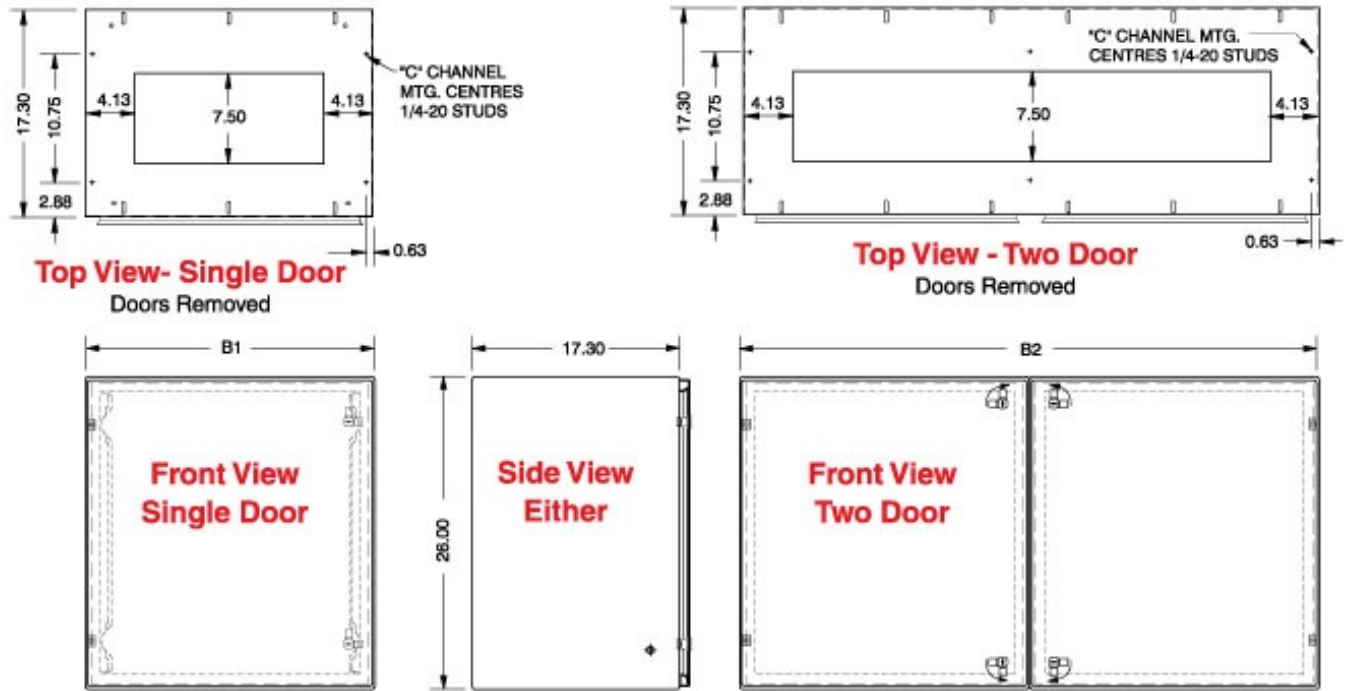 17.30
10.75
2.88
4.13
7.50
4.13
"C" CHANNEL
MTG. CENTRES
1/4-20 STUDS
0.63
Top View- Single Door
Doors Removed
17.30
10.75
2.88
4.13
7.50
4.13
"C" CHANNEL MTG.
CENTRES 1/4-20 STUDS
0.63
Top View - Two Door
Doors Removed
B1
Front View
Single Door
17.30
26.00
Side View
Either
B2
Front View
Two Door